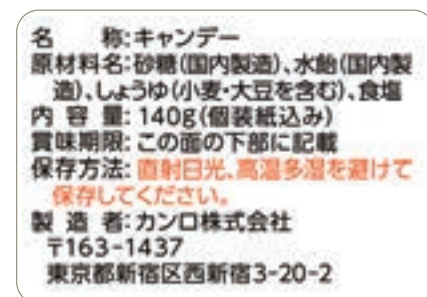 名　　称:キャンデー
原材料名:砂糖(国内製造)、水飴(国内製
造)、しょうゆ(小麦・大豆を含む)、食塩
内 容 量:140g(個装紙込み)
賞味期限:この面の下部に記載
保存方法:直射日光、高温多湿を避けて
保存してください。
製 造 者:カンロ株式会社
〒163-1437
東京都新宿区西新宿3-20-2